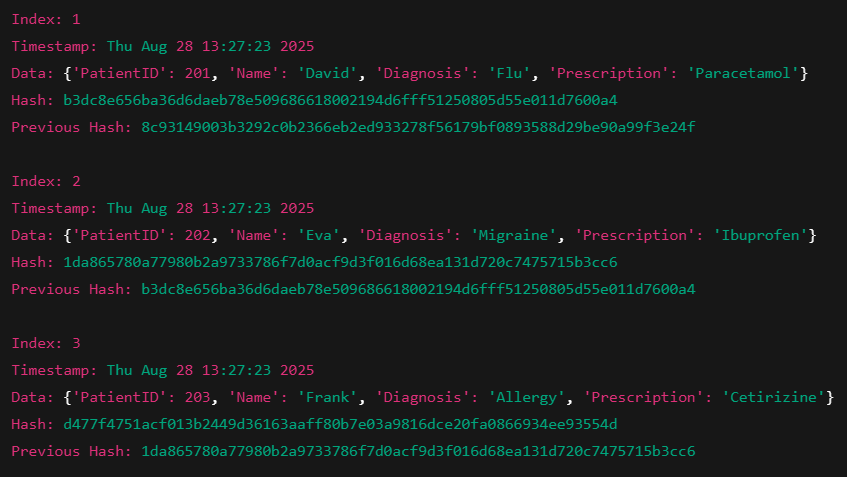 Index: 1
Timestamp: Thu Aug 28 13:27:23 2025
Data: {'PatientID': 201, 'Name': 'David', 'Diagnosis': 'Flu', 'Prescription': 'Paracetamol'}
Hash: b3dc8e656ba36d6daeb78e509686618002194d6fff51250805d55e011d7600a4
Previous Hash: 8c93149003b3292c0b2366eb2ed933278f56179bf0893588d29be90a99f3e24f
Index: 2
Timestamp: Thu Aug 28 13:27:23 2025
Data: {'PatientID': 202, 'Name': 'Eva', 'Diagnosis': 'Migraine', 'Prescription': 'Ibuprofen'}
Hash: 1da865780a77980b2a9733786f7d0acf9d3f016d68ea131d720c7475715b3cc6
Previous Hash: b3dc8e656ba36d6daeb78e509686618002194d6fff51250805d55e011d7600a4
Index: 3
Timestamp: Thu Aug 28 13:27:23 2025
Data: {'PatientID': 203, 'Name': 'Frank', 'Diagnosis': 'Allergy', 'Prescription': 'Cetirizine'}
Hash: d477f4751acf013b2449d36163aaff80b7e03a9816dce20fa0866934ee93554d
Previous Hash: 1da865780a77980b2a9733786f7d0acf9d3f016d68ea131d720c7475715b3cc6